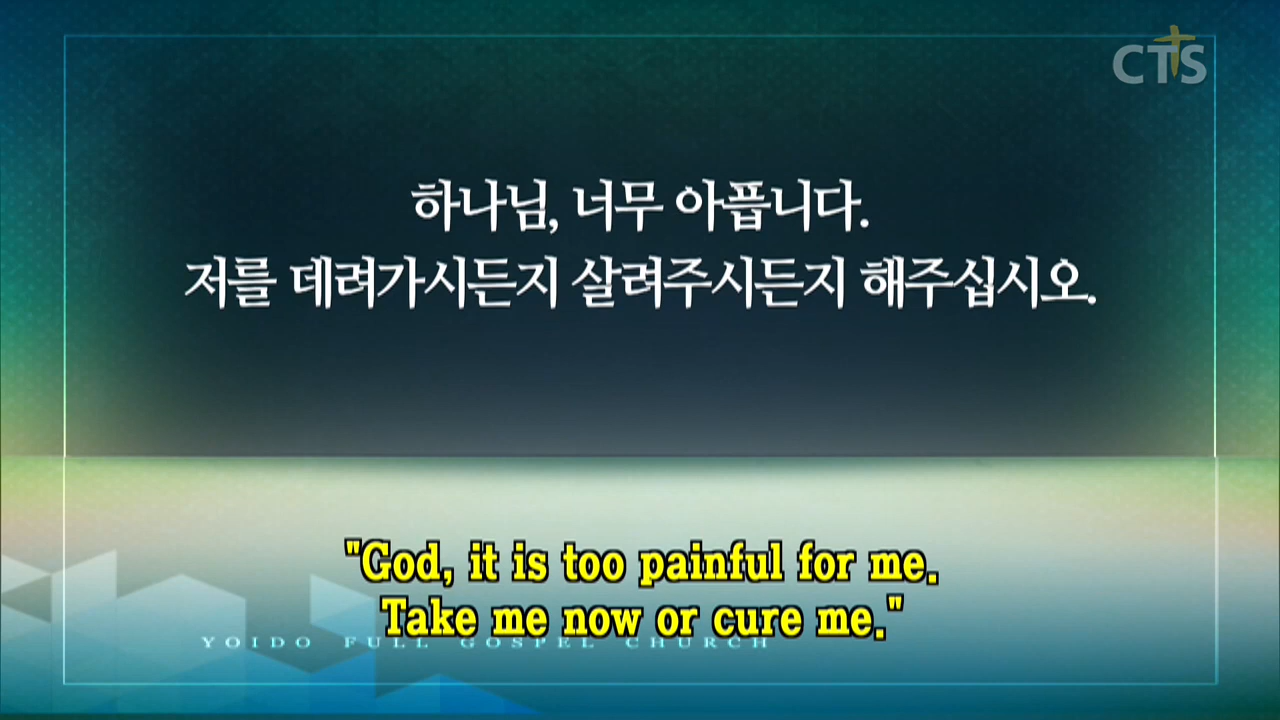 CTS
하나님, 너무 아픕니다.
저를 데려가시든지 살려주시든지 해주십시오.
"God, it is too painful for me.
Take me now or cure me."
YOIDO FULL GOSPEL CHURCH